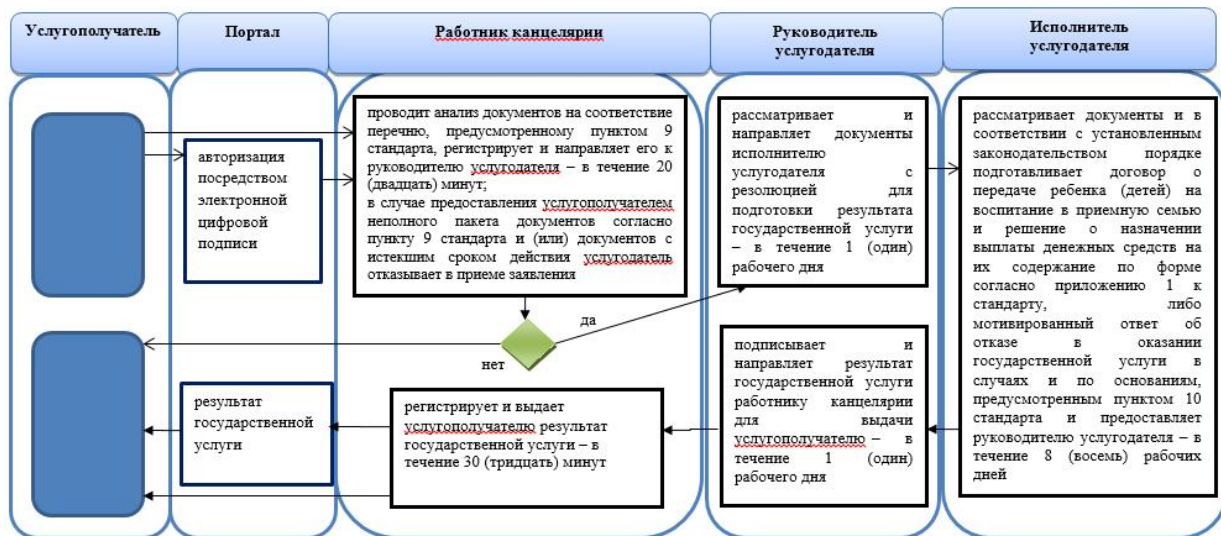 Услугополучатель
Портал
Работник канцелярии
Руководитель
услугодателя
Исполнитель
услугодателя
авторизация
посредством
электронной
цифровой
подписи
проводит анализ документов на соответствие
перечню, предусмотренному пунктом 9
стандарта, регистрирует и направляет его к
руководителю услугодателя – в течение 20
(двадцать) минут;
в случае предоставления услугополучателем
неполного пакета документов согласно
пункту 9 стандарта и (или) документов с
истекшим сроком действия услугодатель
отказывает в приеме заявления
рассматривает и
направляет документы
исполнителю
услугодателя с
резолюцией для
подготовки результата
государственной услуги
– в течение 1 (один)
рабочего дня
рассматривает документы и в
соответствии с установленным
законодательством порядке
подготавливает договор о
передаче ребенка (детей) на
воспитание в приемную семью
и решение о назначении
выплаты денежных средств на
их содержание по форме
согласно приложению 1 к
стандарту, либо
мотивированный ответ об
отказе в оказании
государственной услуги в
случаях и по основаниям,
предусмотренным пунктом 10
стандарта и предоставляет
руководителю услугодателя – в
течение 8 (восемь) рабочих
дней
да
нет
подписывает и
направляет результат
государственной услуги
работнику канцелярии
для выдачи
услугополучателю – в
течение 1 (один)
рабочего дня
регистрирует и выдает
услугополучателю результат
государственной услуги – в
течение 30 (тридцать) минут
результат
государственной
услуги